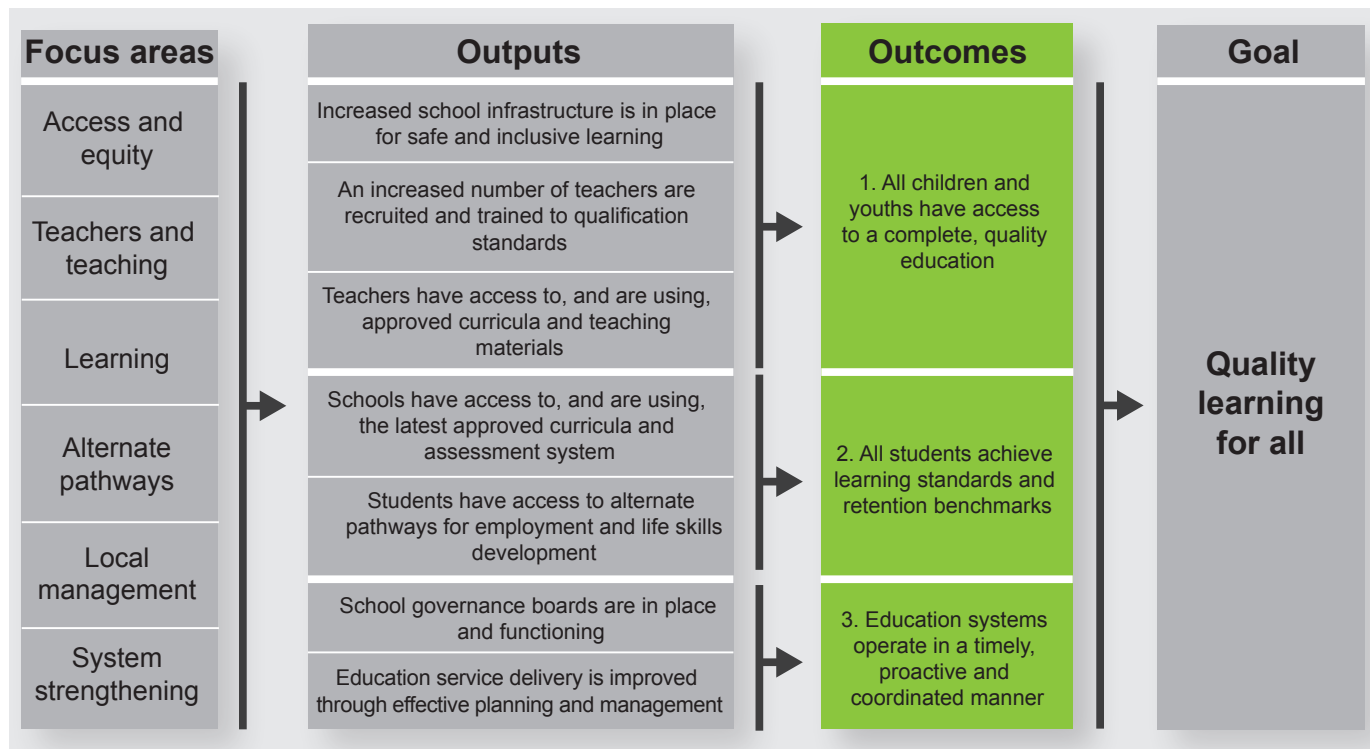 Focus areas
Access and
equity
Teachers and
teaching
Learning
Alternate
pathways
Local
management
System
strengthening
Outputs
Increased school infrastructure is in place
for safe and inclusive learning
An increased number of teachers are
recruited and trained to qualification
standards
Teachers have access to, and are using,
approved curricula and teaching
materials
Schools have access to, and are using,
the latest approved curricula and
assessment system
Students have access to alternate
pathways for employment and life skills
development
School governance boards are in place
and functioning
Education service delivery is improved
through effective planning and management
Outcomes
1. All children and
youths have access
to a complete, quality
education
2. All students achieve
learning standards and
retention benchmarks
3. Education systems
operate in a timely,
proactive and
coordinated manner
Goal
Quality
learning
for all